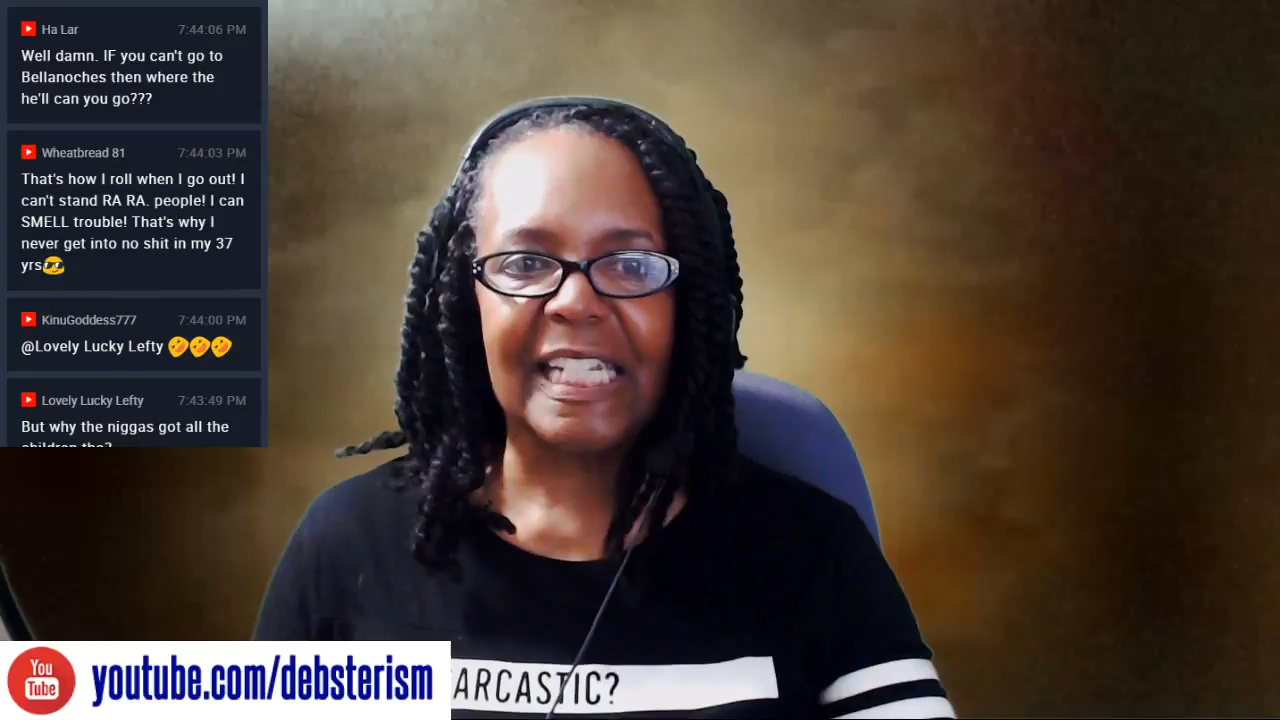 Ha Lar 7:44:06 PM
Well damn. IF you can't go to
Bellanoches then where the
he'll can you go???
Wheatbread 81 7:44:03 PM
That's how I roll when I go out! I
can't stand RA RA. people! I can
SMELL trouble! That's why I
never get into no shit in my 37
yrs
KinuGoddess777 7:44:00 PM
@Lovely Lucky Lefty
Lovely Lucky Lefty 7:43:49 PM
But why the niggas got all the
children tho?
You
Tube
youtube.com/debsterism
ARCASTIC?